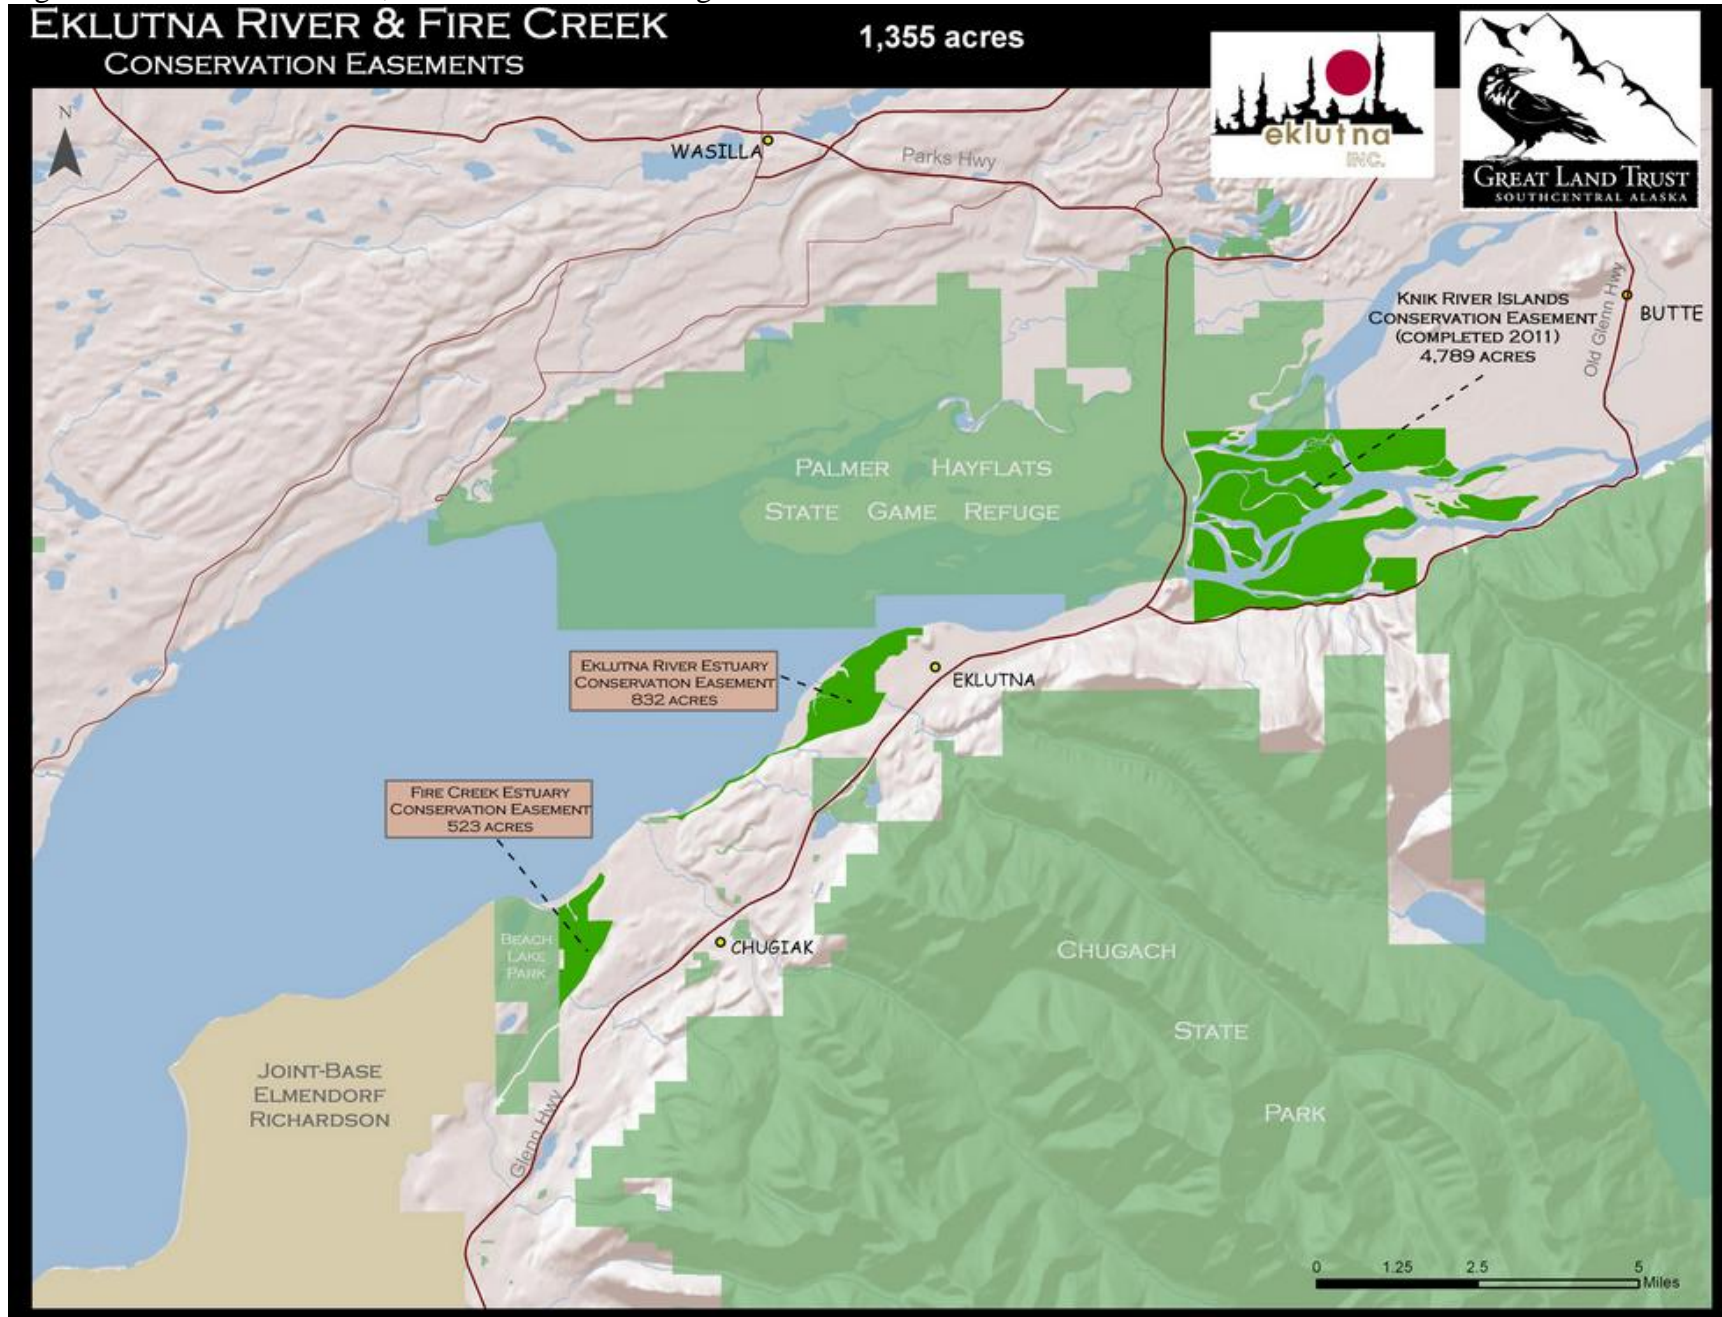 EKLUTNA RIVER & FIRE CREEK
CONSERVATION EASEMENTS
1,355 acres
eklutna
INC.
GREAT LAND TRUST
SOUTHCENTRAL ALASKA
N
WASILLA
Parks Hwy
KNIK RIVER ISLANDS
CONSERVATION EASEMENT
(COMPLETED 2011)
4,789 ACRES
Old Glenn Hwy
BUTTE
PALMER HAYFLATS
STATE GAME REFUGE
EKLUTNA RIVER ESTUARY
CONSERVATION EASEMENT
832 ACRES
EKLUTNA
FIRE CREEK ESTUARY
CONSERVATION EASEMENT
523 ACRES
BEACH
LAKE
PARK
CHUGIAK
CHUGACH
STATE
PARK
JOINT-BASE
ELMENDORF
RICHARDSON
Glenn Hwy
0 1.25 2.5 5
Miles